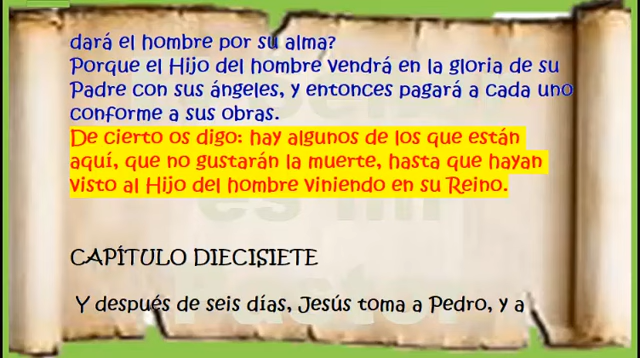 dará el hombre por su alma?
Porque el Hijo del hombre vendrá en la gloria de su
Padre con sus ángeles, y entonces pagará a cada uno
conforme a sus obras.
De cierto os digo: hay algunos de los que están
aquí, que no gustarán la muerte, hasta que hayan
visto al Hijo del hombre viniendo en su Reino.
CAPÍTULO DIECISIETE
Y después de seis días, Jesús toma a Pedro, y a